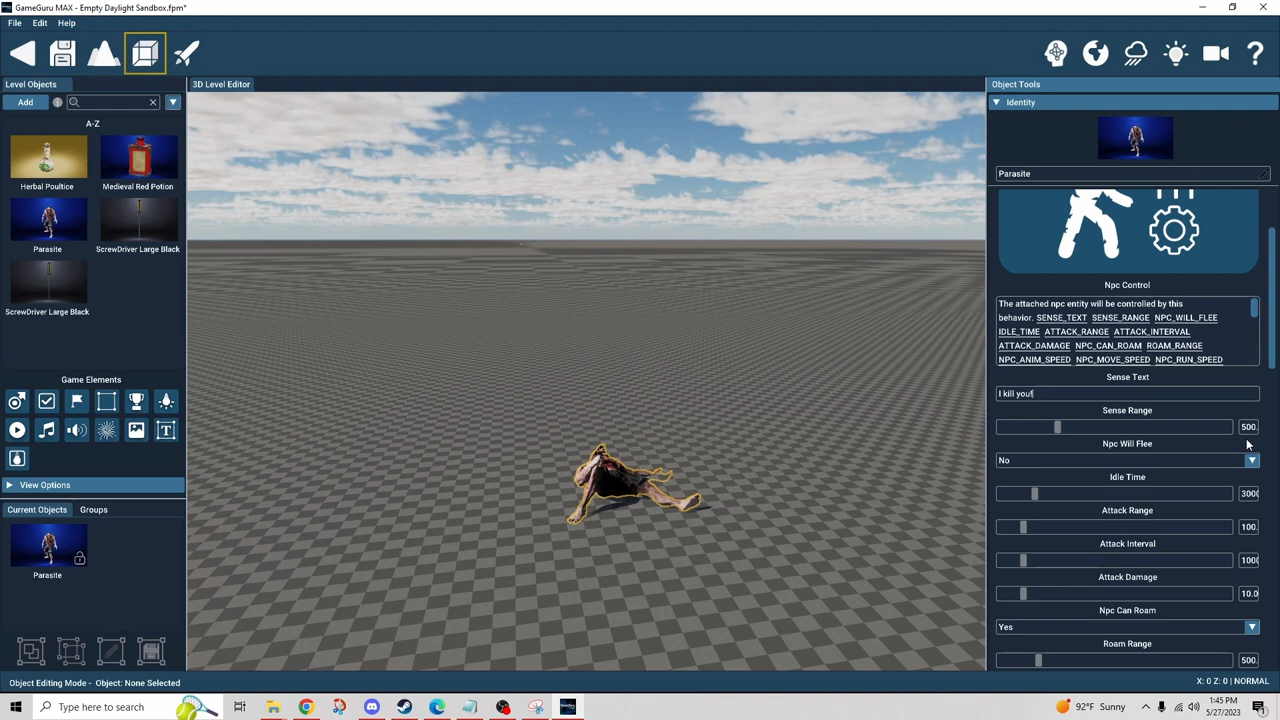 GameGuru MAX - Empty Daylight Sandbox.fpm*
File Edit Help
Level Objects
3D Level Editor
Object Tools
Add
Identity
A-Z
Herbal Poultice
Medieval Red Potion
Parasite
Parasite
ScrewDriver Large Black
ScrewDriver Large Black
Npc Control
The attached npc entity will be controlled by this
behavior. SENSE_TEXT SENSE_RANGE NPC_WILL_FLEE
IDLE_TIME ATTACK_RANGE ATTACK_INTERVAL
ATTACK_DAMAGE NPC_CAN_ROAM ROAM_RANGE
NPC_ANIM_SPEED NPC_MOVE_SPEED NPC_RUN_SPEED
Sense Text
I kill you!
Sense Range
500.
Npc Will Flee
No
Idle Time
3000
Attack Range
100.
Attack Interval
1000
Attack Damage
10.0
Npc Can Roam
Yes
Roam Range
500.
Game Elements
View Options
Current Objects Groups
Parasite
Object Editing Mode - Object: None Selected
X: 0 Z: 0 | NORMAL
Type here to search
92°F Sunny
1:45 PM
5/27/2023